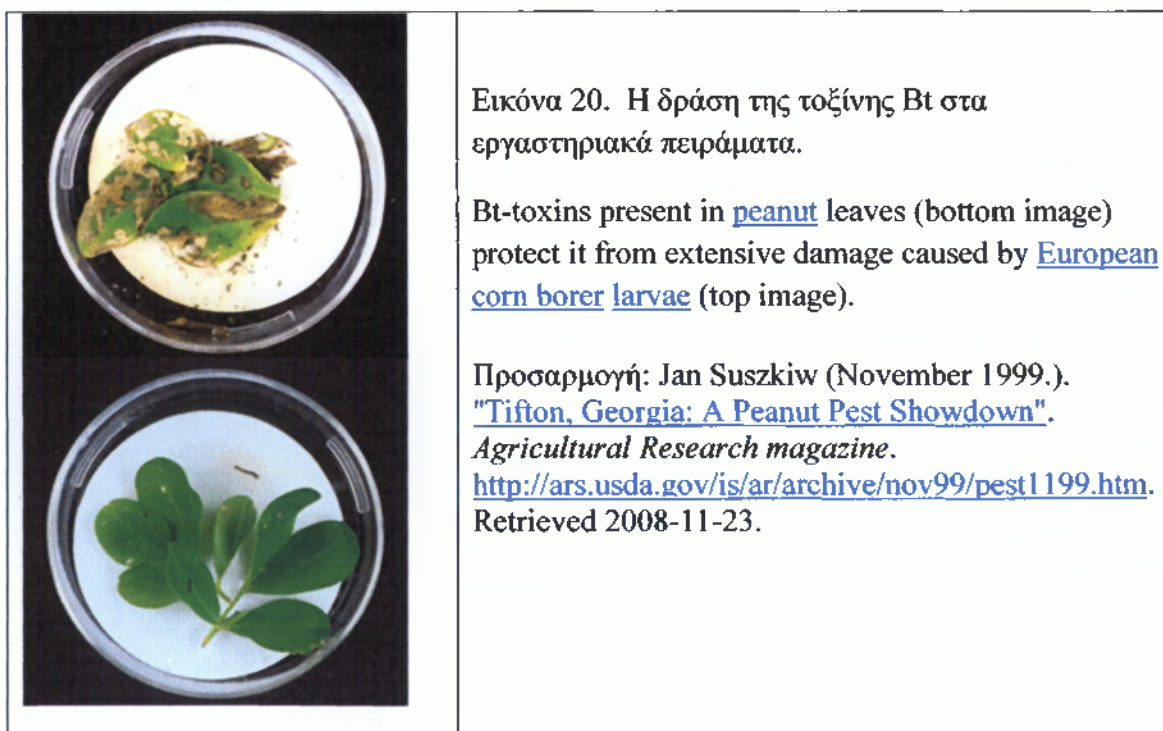 Εικόνα 20. Η δράση της τοξίνης Bt στα
εργαστηριακά πειράματα.
Bt-toxins present in peanut leaves (bottom image)
protect it from extensive damage caused by European
corn borer larvae (top image).
Προσαρμογή: Jan Suszkiw (November 1999.).
"Tifton, Georgia: A Peanut Pest Showdown".
Agricultural Research magazine.
http://ars.usda.gov/is/ar/archive/nov99/pest1199.htm.
Retrieved 2008-11-23.